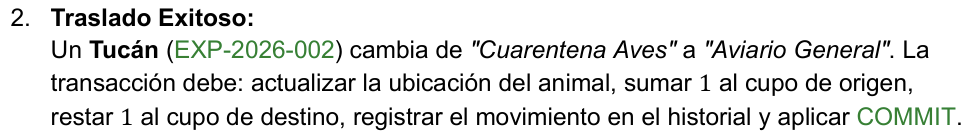 2. Traslado Exitoso:
Un Tucán (EXP-2026-002) cambia de "Cuarentena Aves" a "Aviario General". La
transacción debe: actualizar la ubicación del animal, sumar 1 al cupo de origen,
restar 1 al cupo de destino, registrar el movimiento en el historial y aplicar COMMIT.